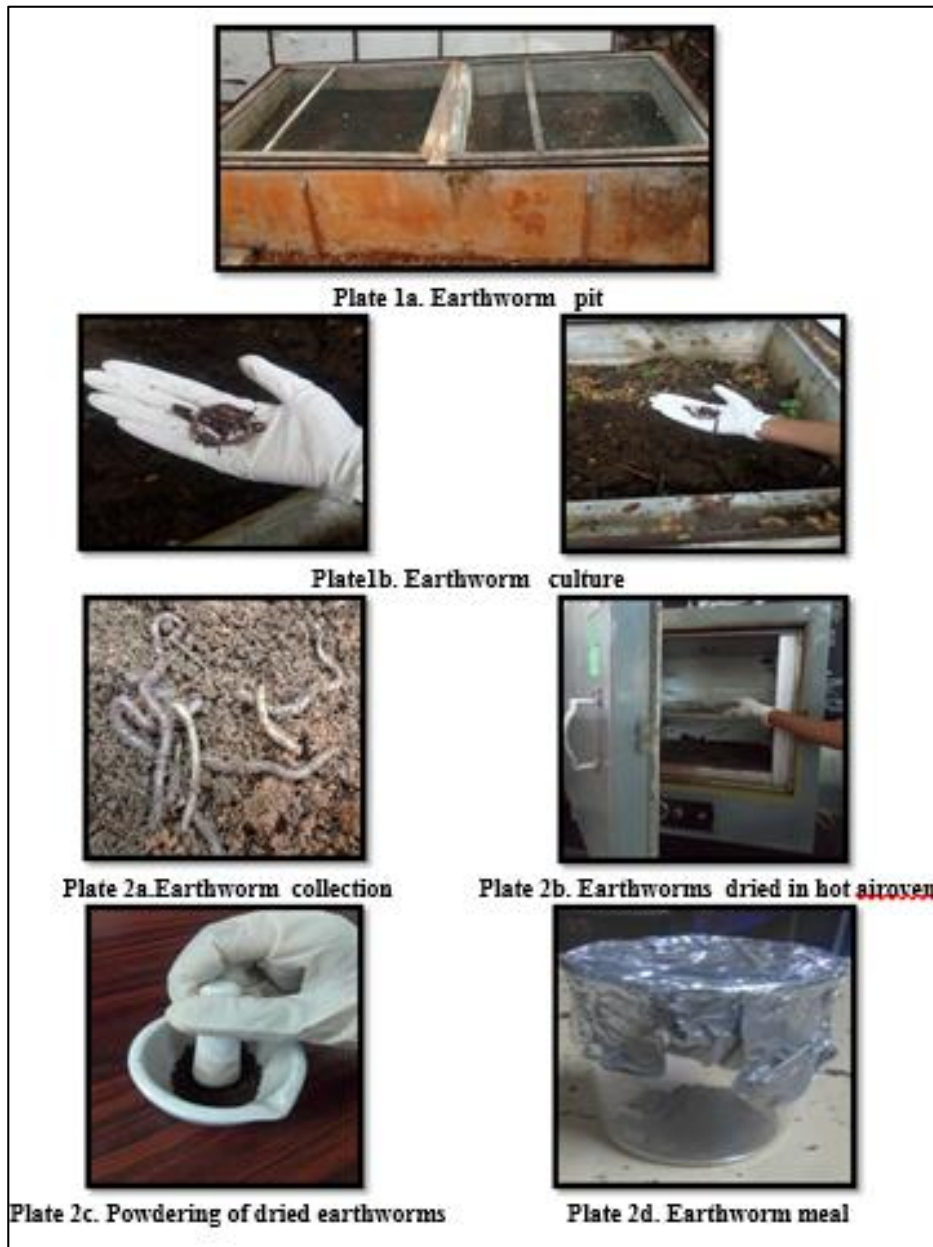 Plate 1a. Earthworm pit
Plate1b. Earthworm culture
Plate 2a.Earthworm collection
Plate 2b. Earthworms dried in hot airoven
Plate 2c. Powdering of dried earthworms
Plate 2d. Earthworm meal